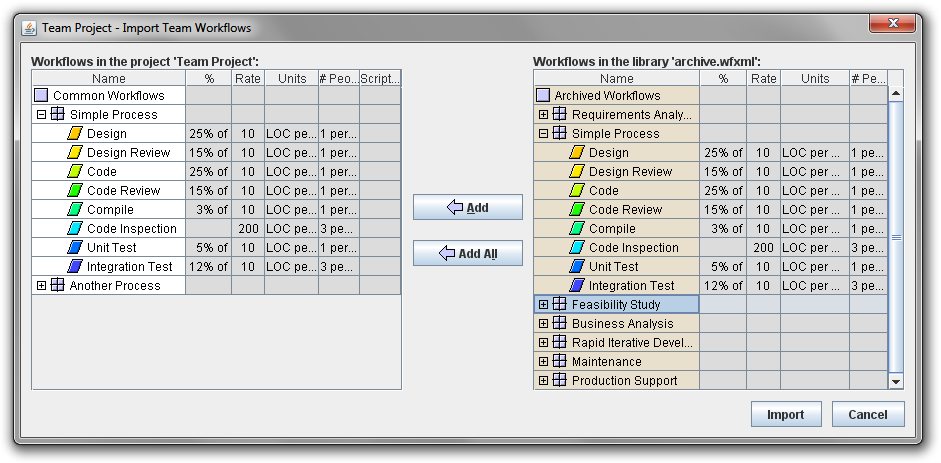 Team Project - Import Team Workflows
Workflows in the project 'Team Project':
Name % Rate Units # Peo... Script...
Common Workflows
Simple Process
Design 25% of 10 LOC pe... 1 per...
Design Review 15% of 10 LOC pe... 1 per...
Code 25% of 10 LOC pe... 1 per...
Code Review 15% of 10 LOC pe... 1 per...
Compile 3% of 10 LOC pe... 1 per...
Code Inspection 200 LOC pe... 3 pe...
Unit Test 5% of 10 LOC pe... 1 per...
Integration Test 12% of 10 LOC pe... 3 pe...
Another Process
Add
Add All
Workflows in the library 'archive.wfxml':
Name % Rate Units # Pe...
Archived Workflows
Requirements Analy...
Simple Process
Design 25% of 10 LOC per ... 1 pe...
Design Review 15% of 10 LOC per ... 1 pe...
Code 25% of 10 LOC per ... 1 pe...
Code Review 15% of 10 LOC per ... 1 pe...
Compile 3% of 10 LOC per ... 1 pe...
Code Inspection 200 LOC per ... 3 pe...
Unit Test 5% of 10 LOC per ... 1 pe...
Integration Test 12% of 10 LOC per ... 3 pe...
Feasibility Study
Business Analysis
Rapid Iterative Devel...
Maintenance
Production Support
Import Cancel